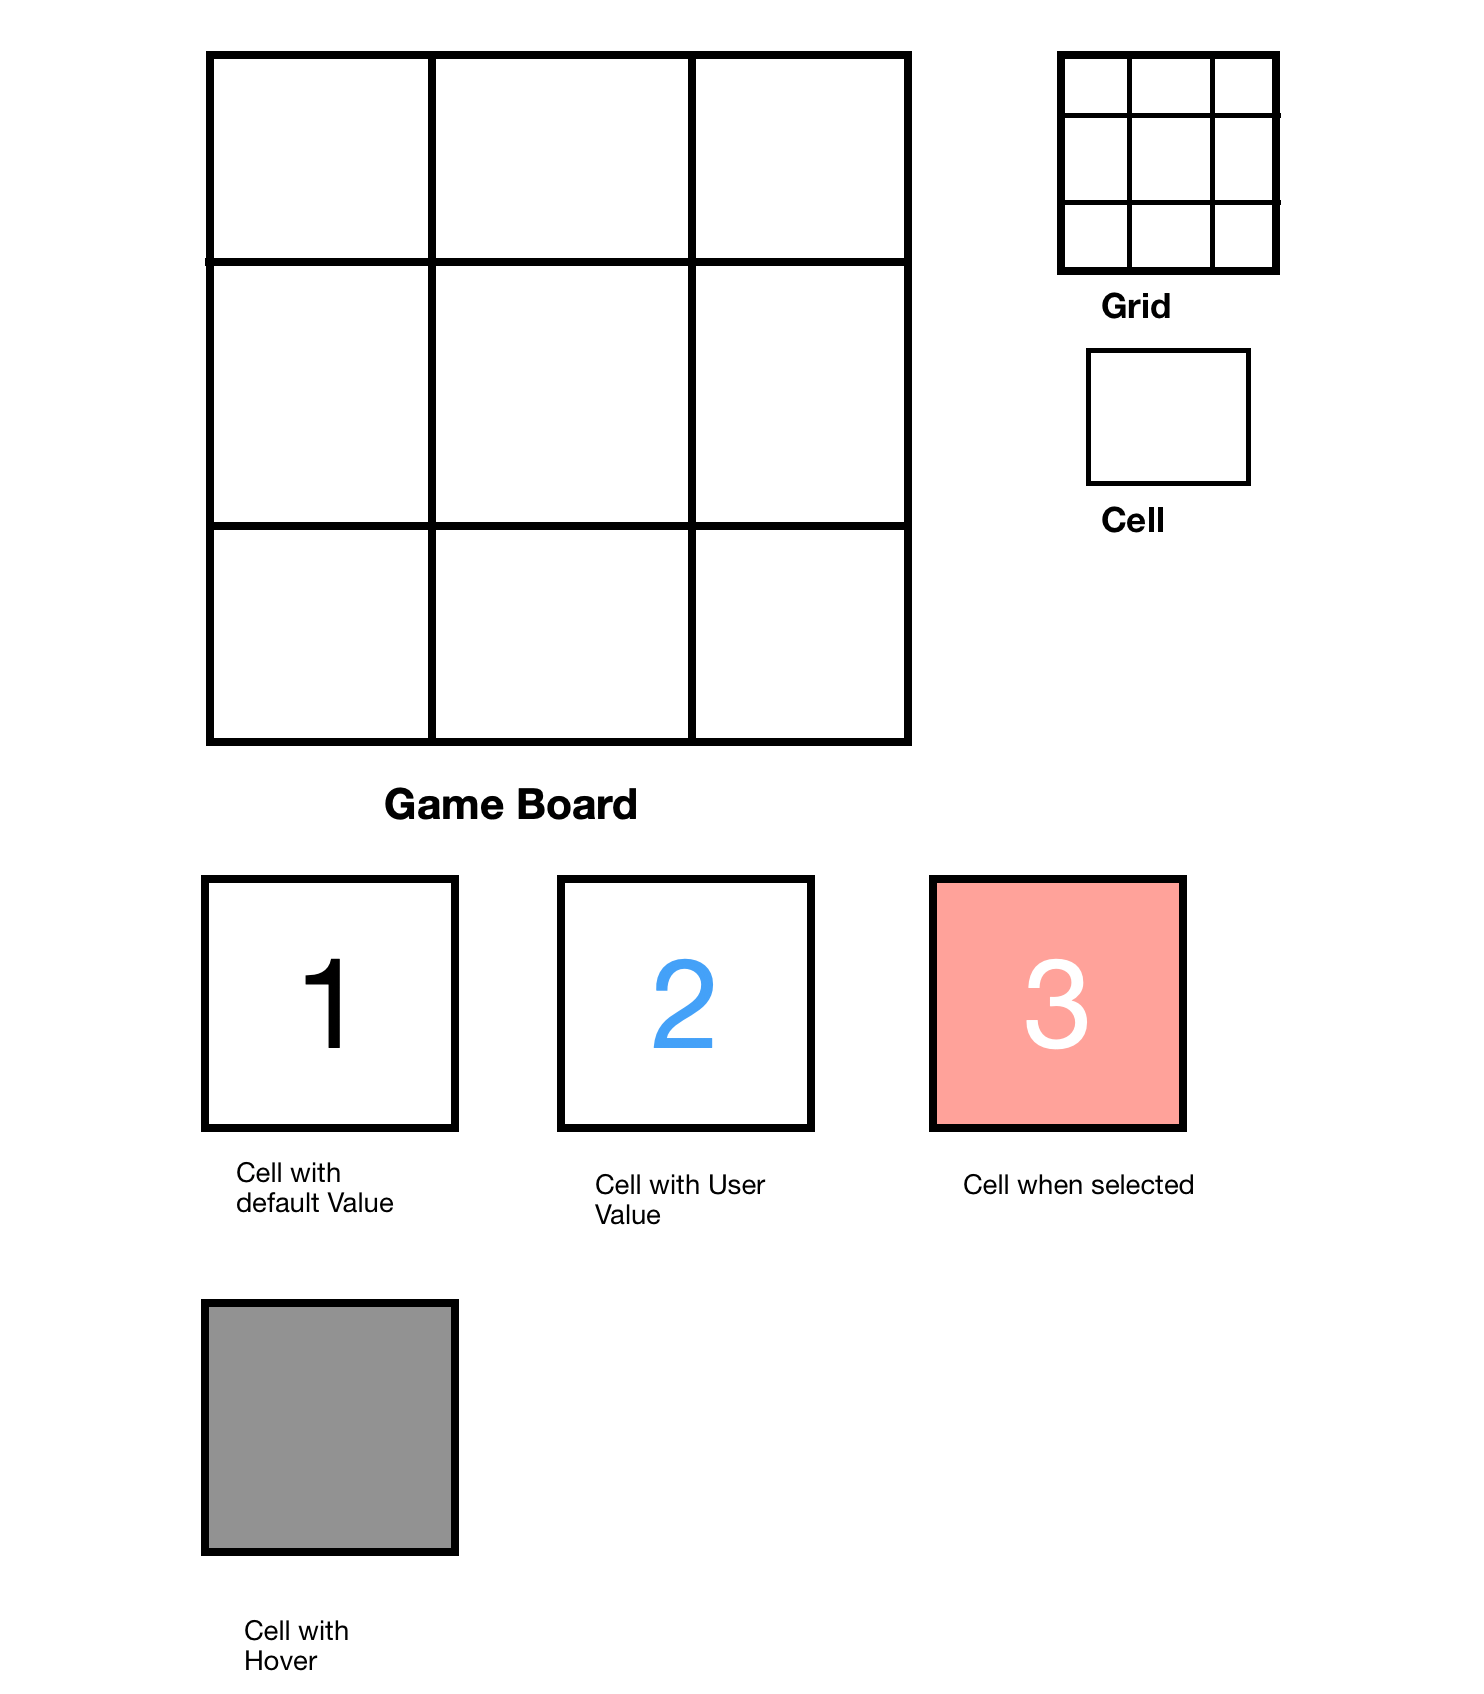 Grid
Cell
Game Board
1
2
3
Cell with
default Value
Cell with User
Value
Cell when selected
Cell with
Hover